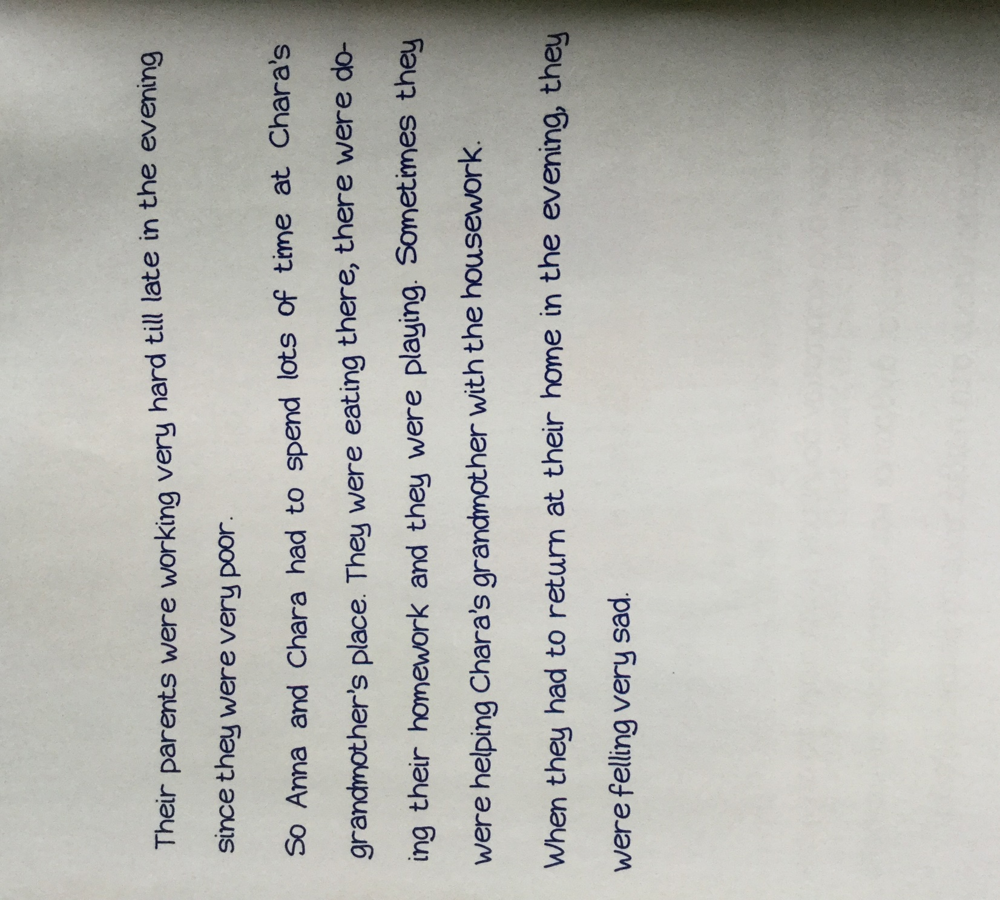 Their parents were working very hard till late in the evening
since they were very poor.
So Anna and Chara had to spend lots of time at Chara's
grandmother's place. They were eating there, there were do-
ing their homework and they were playing. Sometimes they
were helping Chara's grandmother with the housework.
When they had to return at their home in the evening, they
were felling very sad.